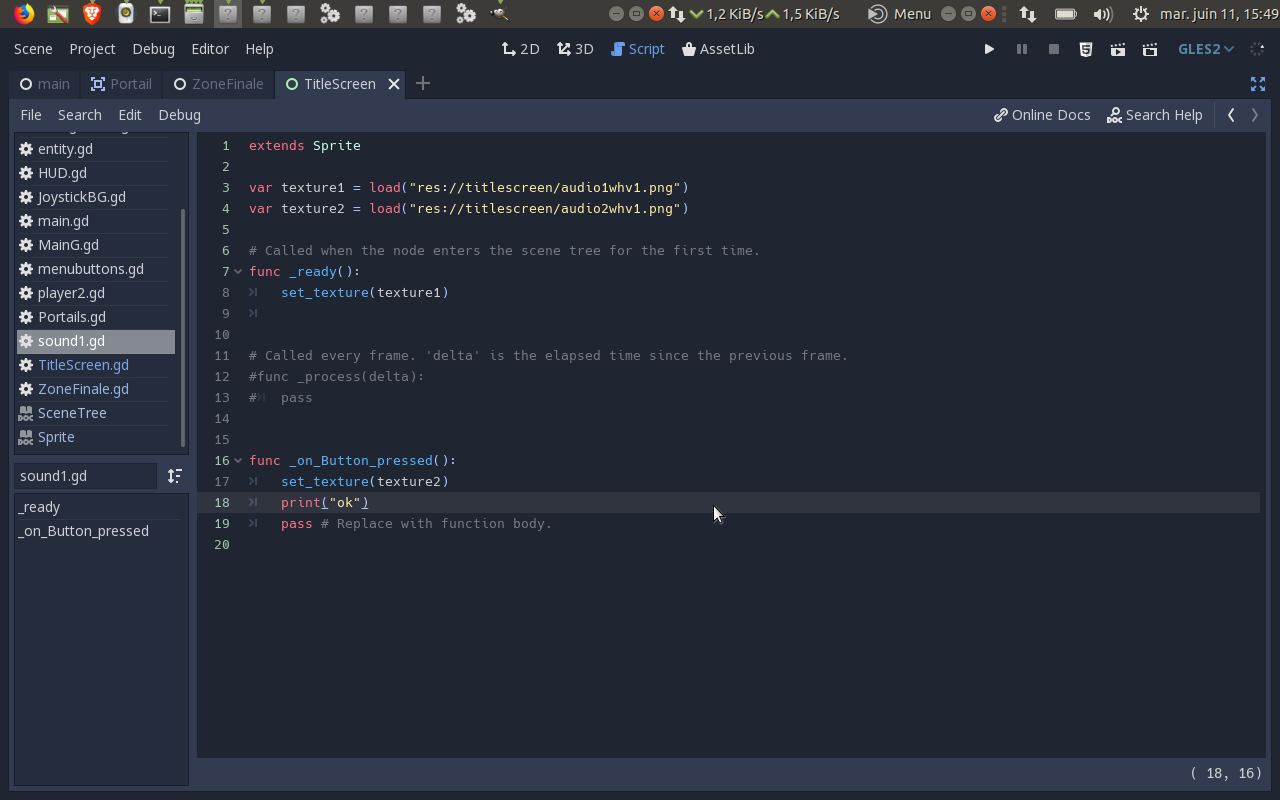 1,2 KiB/s 1,5 KiB/s Menu mar. juin 11, 15:49
Scene Project Debug Editor Help 2D 3D Script AssetLib GLES2
main Portail ZoneFinale TitleScreen
File Search Edit Debug Online Docs Search Help
entity.gd
HUD.gd
JoystickBG.gd
main.gd
MainG.gd
menubuttons.gd
player2.gd
Portails.gd
sound1.gd
TitleScreen.gd
ZoneFinale.gd
SceneTree
Sprite
sound1.gd
_ready
_on_Button_pressed
1 extends Sprite
2
3 var texture1 = load("res://titlescreen/audio1whv1.png")
4 var texture2 = load("res://titlescreen/audio2whv1.png")
5
6 # Called when the node enters the scene tree for the first time.
7 func _ready():
8 set_texture(texture1)
9
10
11 # Called every frame. 'delta' is the elapsed time since the previous frame.
12 #func _process(delta):
13 # pass
14
15
16 func _on_Button_pressed():
17 set_texture(texture2)
18 print("ok")
19 pass # Replace with function body.
20
( 18, 16)